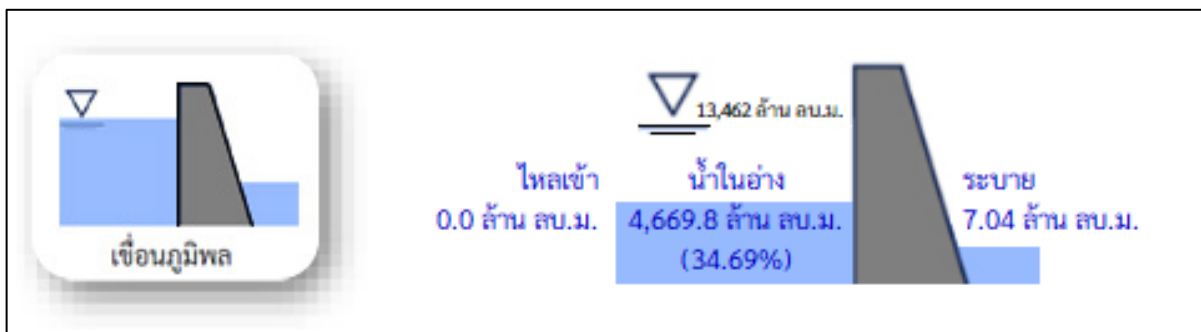 เขื่อนภูมิพล
13,462 ล้าน ลบ.ม.
ไหลเข้า น้ำในอ่าง ระบาย
0.0 ล้าน ลบ.ม. 4,669.8 ล้าน ลบ.ม. 7.04 ล้าน ลบ.ม.
(34.69%)